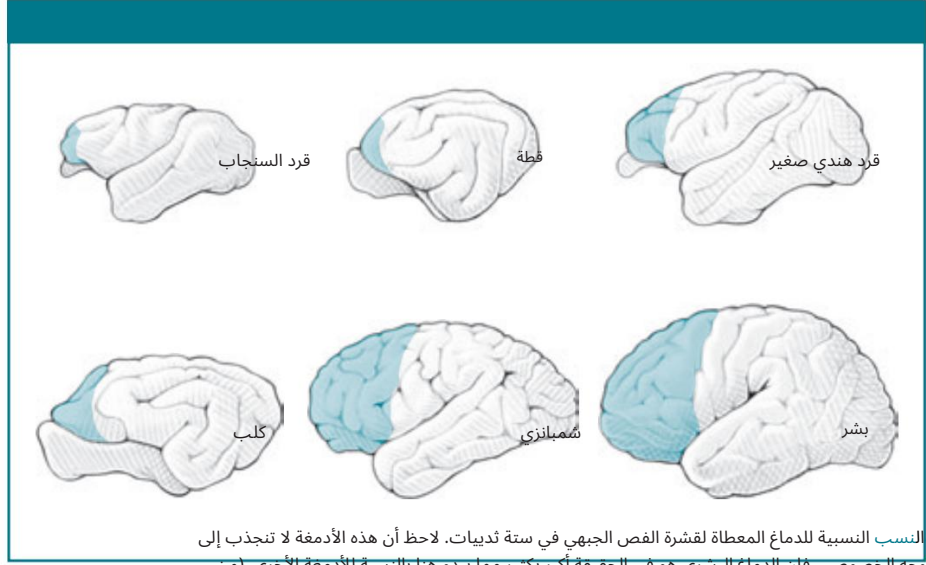 قرد السنجاب
قطة
قرد هندي صغير
كلب
شمبانزي
بشر
النسب النسبية للدماغ المعطاة لقشرة الفص الجبهي في ستة ثدييات. لاحظ أن هذه الأدمغة لا تنجذب إلى